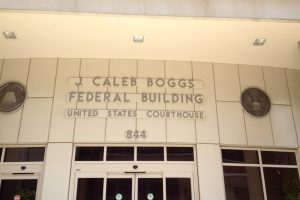 J CALEB BOGGS
FEDERAL BUILDING
UNITED STATES COURTHOUSE
844